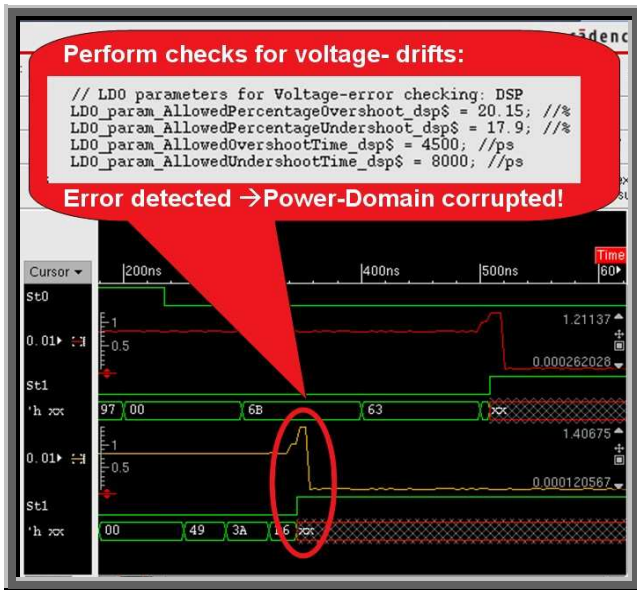 Perform checks for voltage- drifts:
// LDO parameters for Voltage-error checking: DSP
LDO_param_AllowedPercentageOvershoot_dsp$ = 20.15; //%
LDO_param_AllowedPercentageUndershoot_dsp$ = 17.9; //%
LDO_param_AllowedOvershootTime_dsp$ = 4500; //ps
LDO_param_AllowedUndershootTime_dsp$ = 8000; //ps
Error detected →Power-Domain corrupted!
Time
Cursor 200ns 400ns 500ns 60
St0
0.01 1 0.5 1.21137
0.000262028
St1
'h xx 97 00 6B 63 xx
0.01 1 0.5 1.40675
0.000120567
St1
'h xx 00 49 3A xx